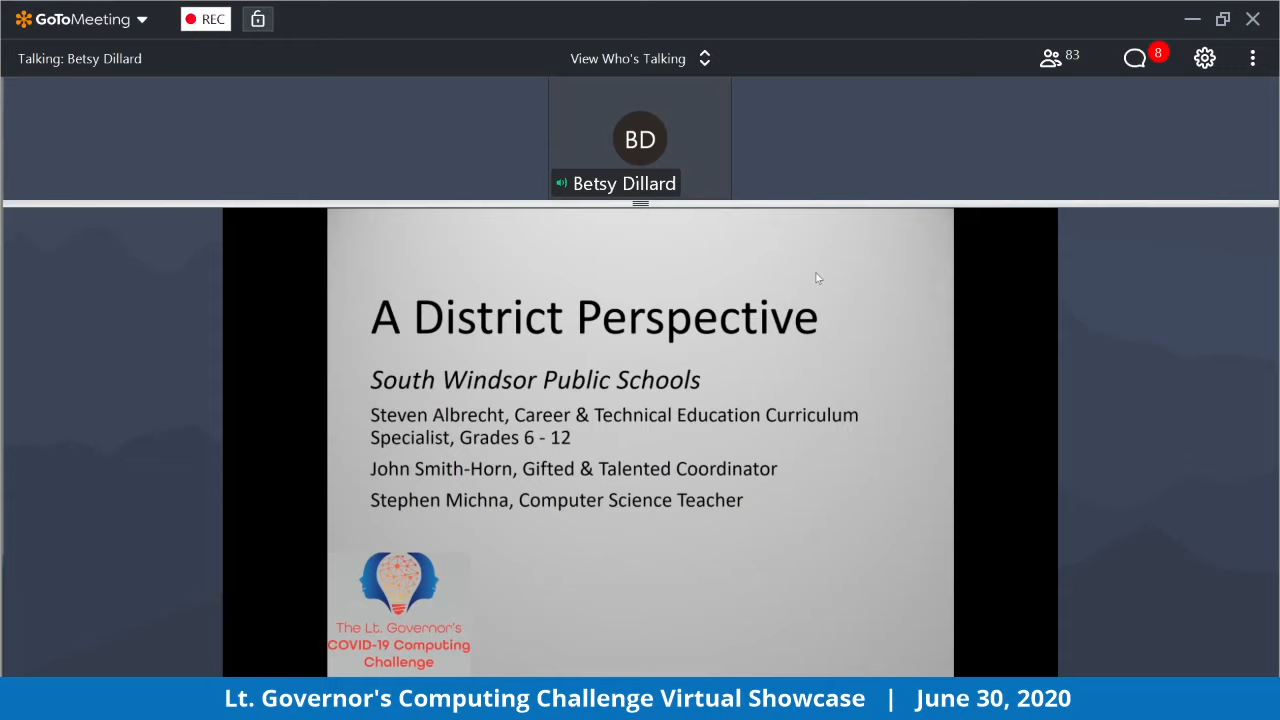 GoToMeeting
REC
Talking: Betsy Dillard
View Who's Talking
83
8
BD
Betsy Dillard
A District Perspective
South Windsor Public Schools
Steven Albrecht, Career & Technical Education Curriculum
Specialist, Grades 6 - 12
John Smith-Horn, Gifted & Talented Coordinator
Stephen Michna, Computer Science Teacher
The Lt. Governor's
COVID-19 Computing
Challenge
Lt. Governor's Computing Challenge Virtual Showcase | June 30, 2020